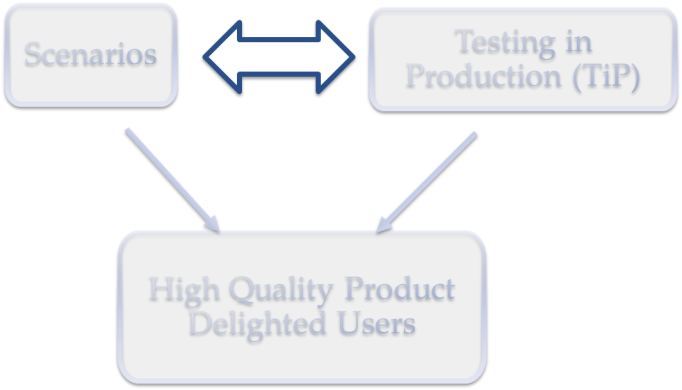 Scenarios
Testing in
Production (TiP)
High Quality Product
Delighted Users